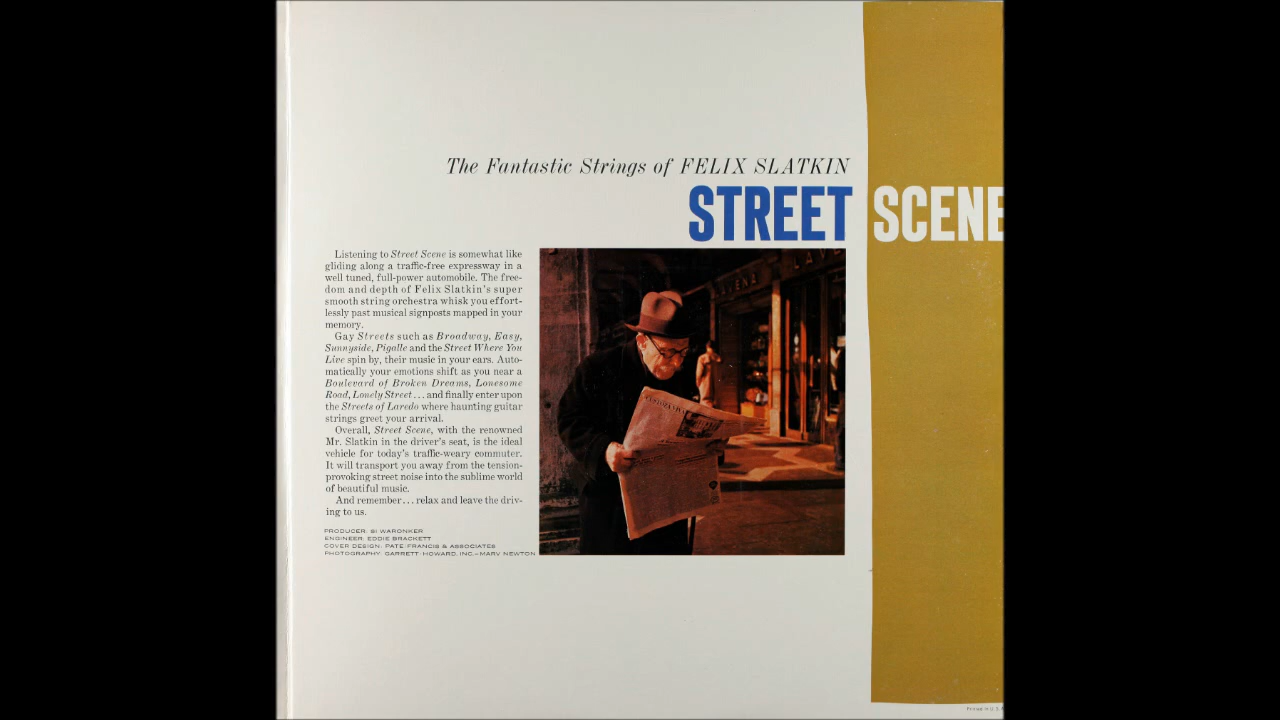 The Fantastic Strings of FELIX SLATKIN
STREET SCENE
Listening to Street Scene is somewhat like
gliding along a traffic-free expressway in a
well tuned, full-power automobile. The free-
dom and depth of Felix Slatkin's super
smooth string orchestra whisk you effort-
lessly past musical signposts mapped in your
memory.
Gay Streets such as Broadway, Easy,
Sunnyside, Pigalle and the Street Where You
Live spin by, their music in your ears. Auto-
matically your emotions shift as you near a
Boulevard of Broken Dreams, Lonesome
Road, Lonely Street... and finally enter upon
the Streets of Laredo where haunting guitar
strings greet your arrival.
Overall, Street Scene, with the renowned
Mr. Slatkin in the driver's seat, is the ideal
vehicle for today's traffic-weary commuter.
It will transport you away from the tension-
provoking street noise into the sublime world
of beautiful music.
And remember... relax and leave the driv-
ing to us.
PRODUCER: SI WARONKER
ENGINEER: EDDIE BRACKETT
COVER DESIGN: PATE-FRANCIS & ASSOCIATES
PHOTOGRAPHY: GARRETT-HOWARD, INC.—MARV NEWTON